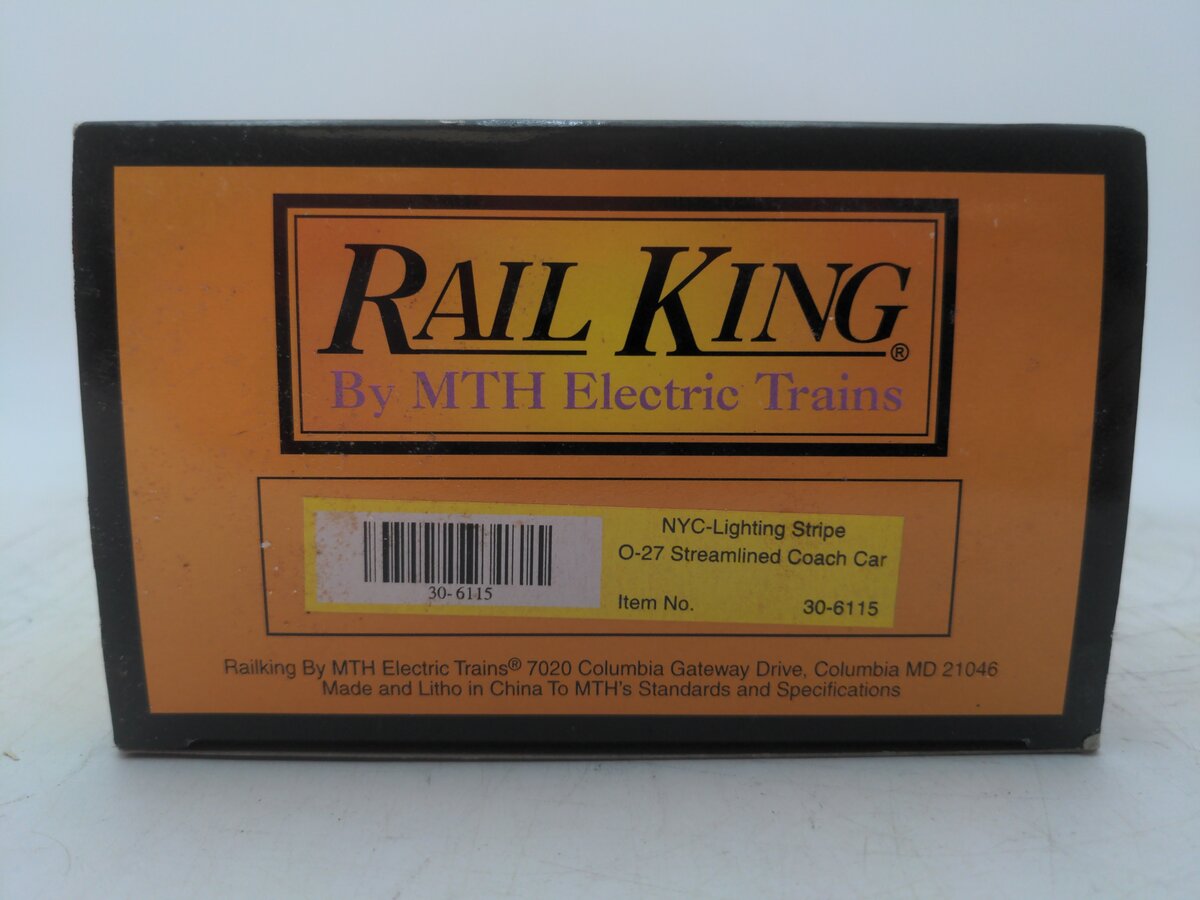 RAIL KING®
By MTH Electric Trains
30-6115
NYC-Lighting Stripe
O-27 Streamlined Coach Car
Item No. 30-6115
Railking By MTH Electric Trains® 7020 Columbia Gateway Drive, Columbia MD 21046
Made and Litho in China To MTH's Standards and Specifications